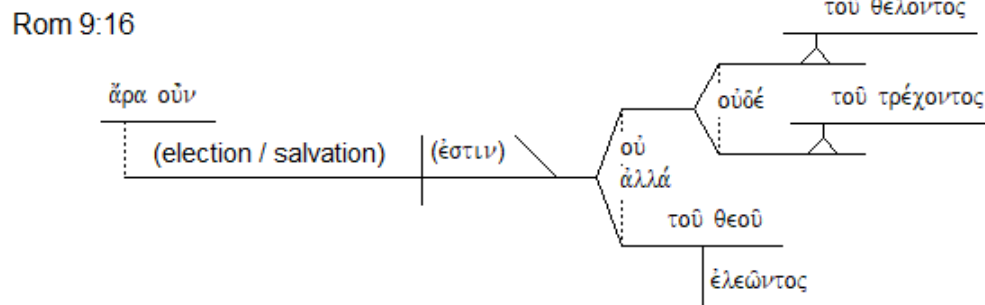 Rom 9:16
τοῦ θέλοντος
ἄρα οὖν
οὐδέ
τοῦ τρέχοντος
(election / salvation)
(ἐστιν)
οὐ
ἀλλά
τοῦ θεοῦ
ἐλεῶντος